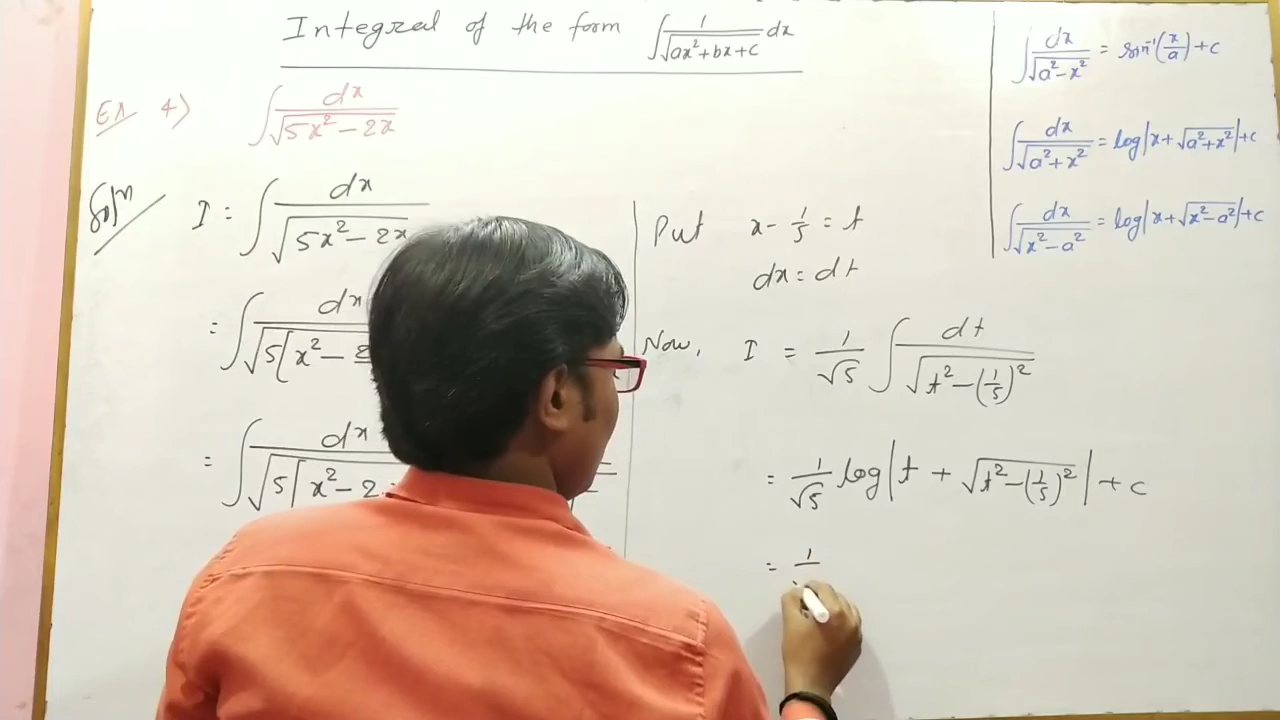 Integral of the form ∫ 1/√(ax²+bx+c) dx
Ex 4) ∫ dx/√(5x² – 2x)
Solⁿ I = ∫ dx/√(5x² – 2x
= ∫ dx/√(5[x² –
= ∫ dx/√(5[x² – 2
Put x – 1/5 = t
dx = dt
Now, I = 1/√5 ∫ dt/√(t² – (1/5)²)
= 1/√5 log|t + √(t² – (1/5)²)| + c
= 1
∫ dx/√(a² – x²) = sin⁻¹(x/a) + c
∫ dx/√(a² + x²) = log|x + √(a² + x²)| + c
∫ dx/√(x² – a²) = log|x + √(x² – a²)| + c